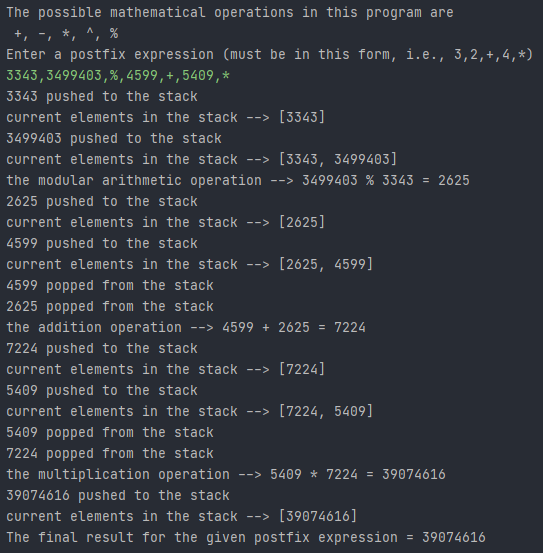 The possible mathematical operations in this program are
+, -, *, ^, %
Enter a postfix expression (must be in this form, i.e., 3,2,+,4,*)
3343,3499403,%,4599,+,5409,*
3343 pushed to the stack
current elements in the stack --> [3343]
3499403 pushed to the stack
current elements in the stack --> [3343, 3499403]
the modular arithmetic operation --> 3499403 % 3343 = 2625
2625 pushed to the stack
current elements in the stack --> [2625]
4599 pushed to the stack
current elements in the stack --> [2625, 4599]
4599 popped from the stack
2625 popped from the stack
the addition operation --> 4599 + 2625 = 7224
7224 pushed to the stack
current elements in the stack --> [7224]
5409 pushed to the stack
current elements in the stack --> [7224, 5409]
5409 popped from the stack
7224 popped from the stack
the multiplication operation --> 5409 * 7224 = 39074616
39074616 pushed to the stack
current elements in the stack --> [39074616]
The final result for the given postfix expression = 39074616